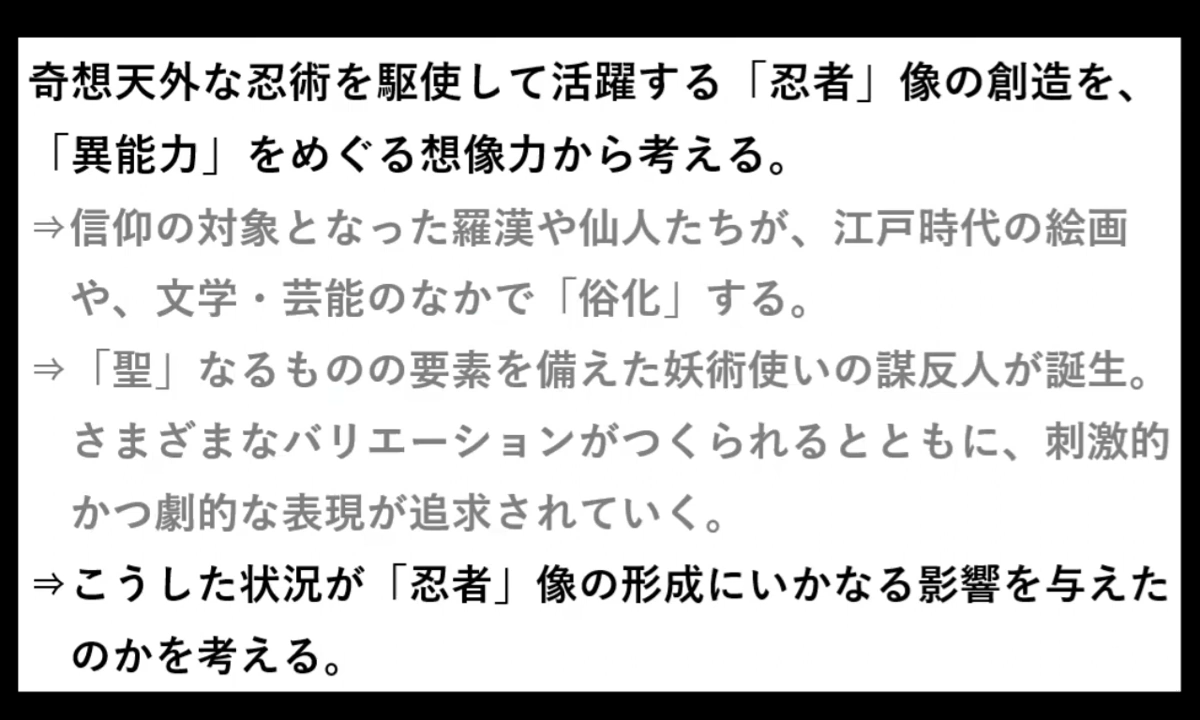 奇想天外な忍術を駆使して活躍する「忍者」像の創造を、
「異能力」をめぐる想像力から考える。
⇒信仰の対象となった羅漢や仙人たちが、江戸時代の絵画
や、文学・芸能のなかで「俗化」する。
⇒「聖」なるものの要素を備えた妖術使いの謀反人が誕生。
さまざまなバリエーションがつくられるとともに、刺激的
かつ劇的な表現が追求されていく。
⇒こうした状況が「忍者」像の形成にいかなる影響を与えた
のかを考える。